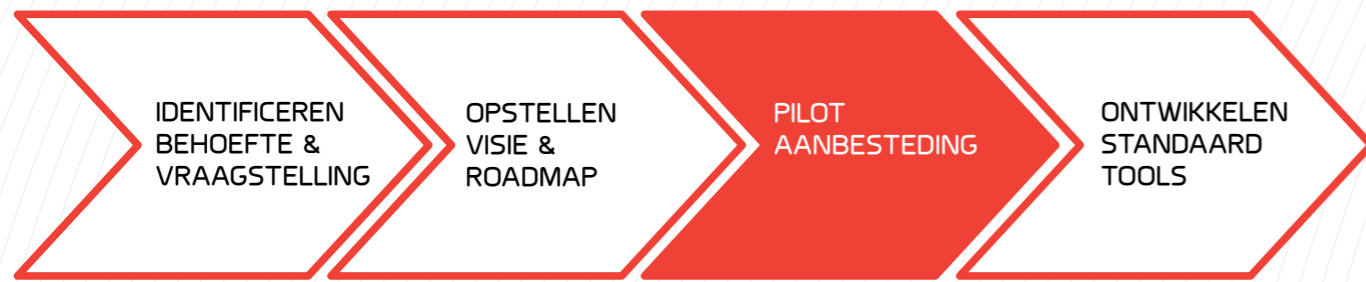 IDENTIFICEREN
BEHOEFTE &
VRAAGSTELLING
OPSTELLEN
VISIE &
ROADMAP
PILOT
AANBESTEDING
ONTWIKKELEN
STANDAARD
TOOLS